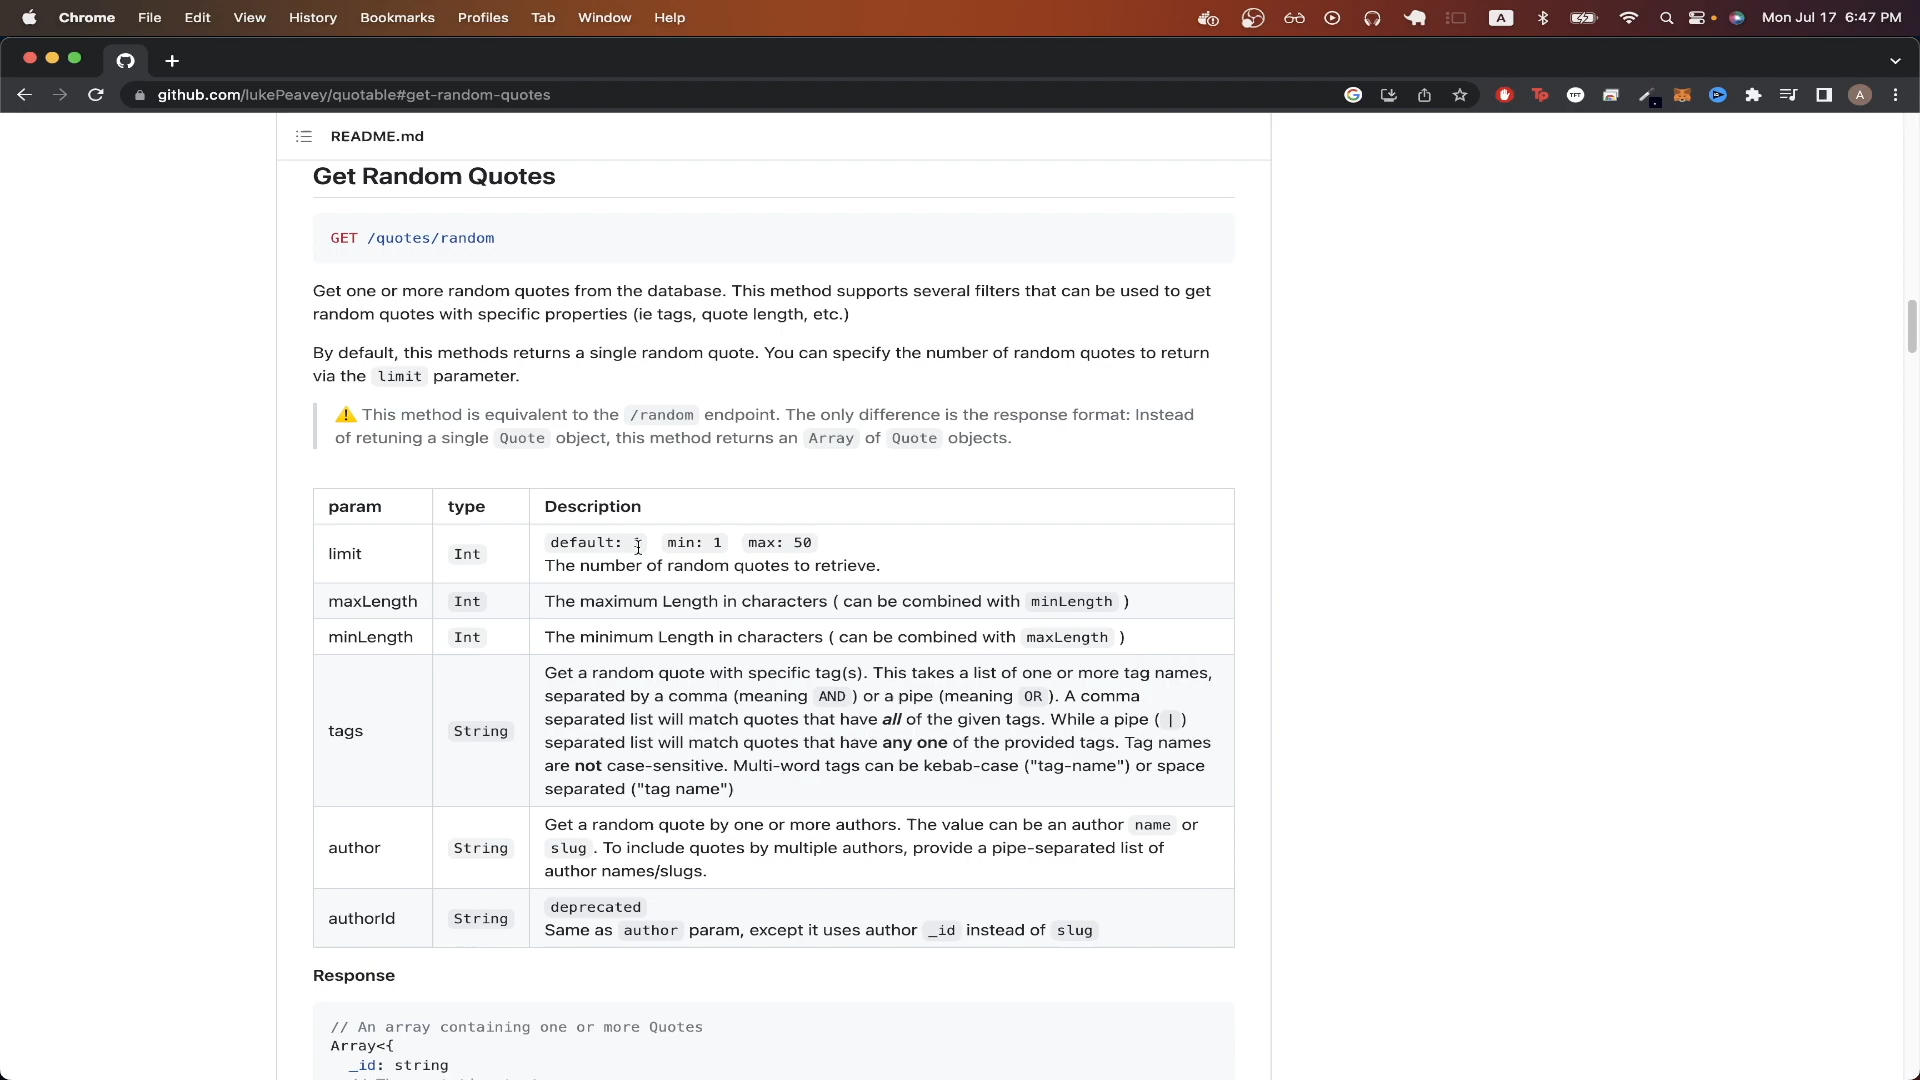 Chrome File Edit View History Bookmarks Profiles Tab Window Help A Mon Jul 17 6:47 PM
github.com/lukePeavey/quotable#get-random-quotes
README.md
Get Random Quotes
GET /quotes/random
Get one or more random quotes from the database. This method supports several filters that can be used to get
random quotes with specific properties (ie tags, quote length, etc.)
By default, this methods returns a single random quote. You can specify the number of random quotes to return
via the limit parameter.
This method is equivalent to the /random endpoint. The only difference is the response format: Instead
of retuning a single Quote object, this method returns an Array of Quote objects.
param type Description
limit Int default: min: 1 max: 50
The number of random quotes to retrieve.
maxLength Int The maximum Length in characters ( can be combined with minLength )
minLength Int The minimum Length in characters ( can be combined with maxLength )
tags String Get a random quote with specific tag(s). This takes a list of one or more tag names,
separated by a comma (meaning AND ) or a pipe (meaning OR ). A comma
separated list will match quotes that have all of the given tags. While a pipe ( | )
separated list will match quotes that have any one of the provided tags. Tag names
are not case-sensitive. Multi-word tags can be kebab-case ("tag-name") or space
separated ("tag name")
author String Get a random quote by one or more authors. The value can be an author name or
slug . To include quotes by multiple authors, provide a pipe-separated list of
author names/slugs.
authorId String deprecated
Same as author param, except it uses author _id instead of slug
Response
// An array containing one or more Quotes
Array<{
_id: string